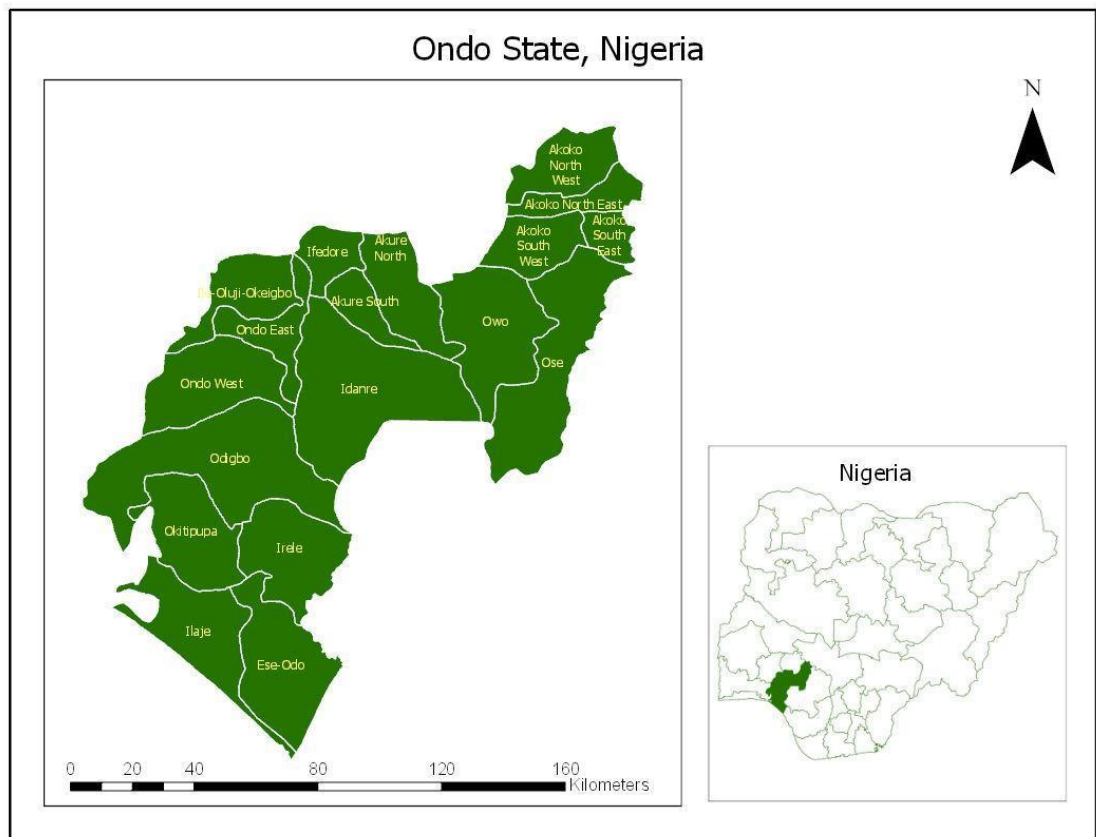 Ondo State, Nigeria
N
Akoko
North
West
Akoko North East
Akoko
South
West
Akoko
South
East
Akure
North
Ifedore
Ile-Oluji-Okeigbo
Akure South
Ondo East
Owo
Ose
Ondo West
Idanre
Odigbo
Okitipupa
Irele
Ilaje
Ese-Odo
0 20 40 80 120 160
Kilometers
Nigeria